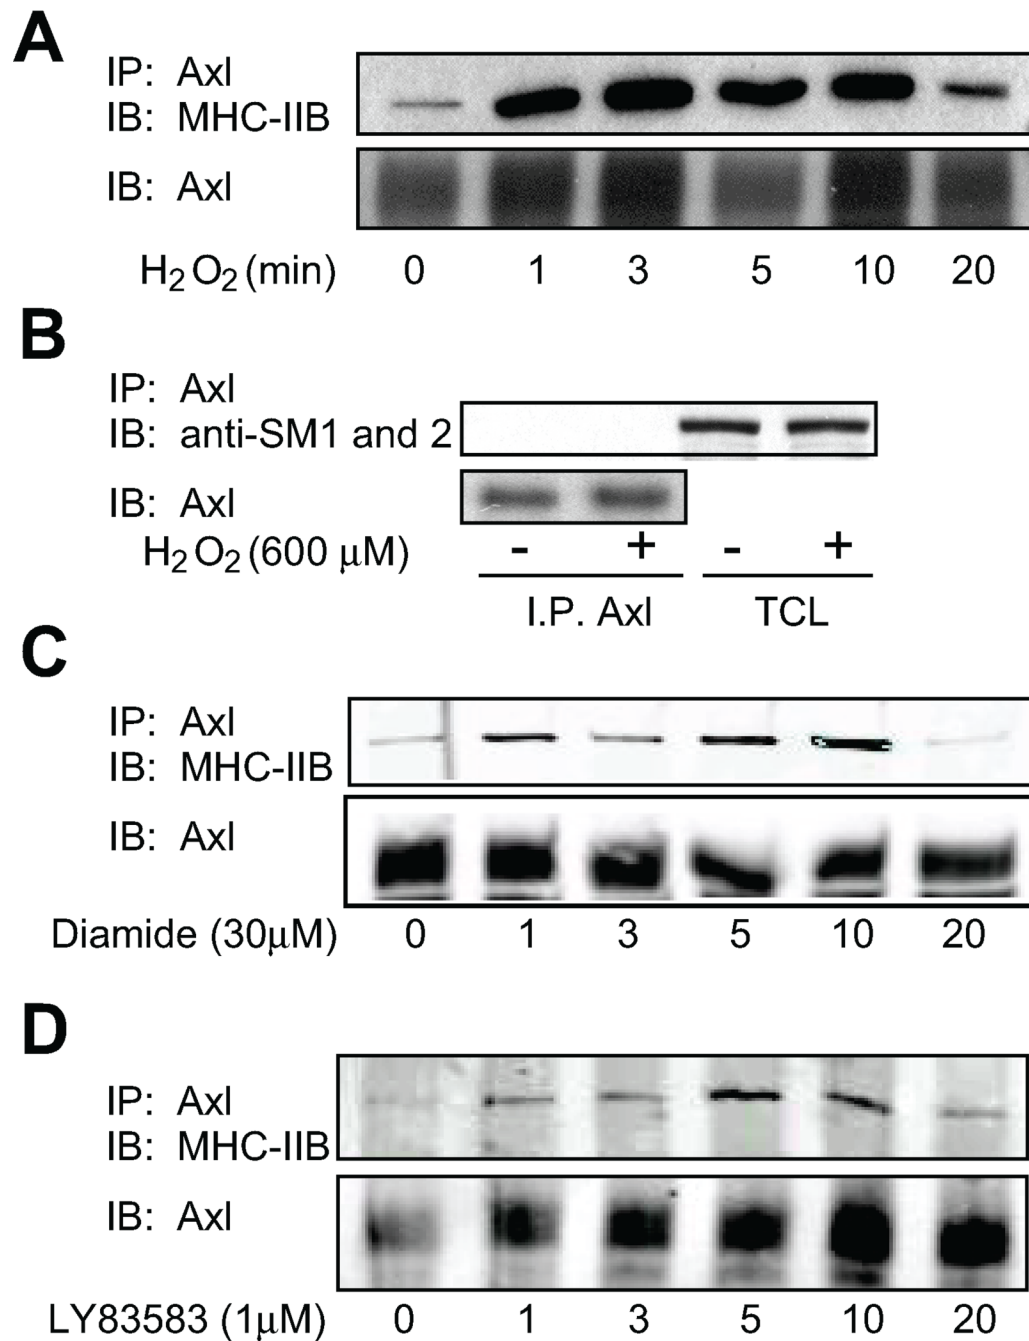 A
IP: Axl
IB: MHC-IIB
IB: Axl
H2O2 (min) 0 1 3 5 10 20
B
IP: Axl
IB: anti-SM1 and 2
IB: Axl
H2O2 (600 μM) - + - +
I.P. Axl TCL
C
IP: Axl
IB: MHC-IIB
IB: Axl
Diamide (30μM) 0 1 3 5 10 20
D
IP: Axl
IB: MHC-IIB
IB: Axl
LY83583 (1μM) 0 1 3 5 10 20